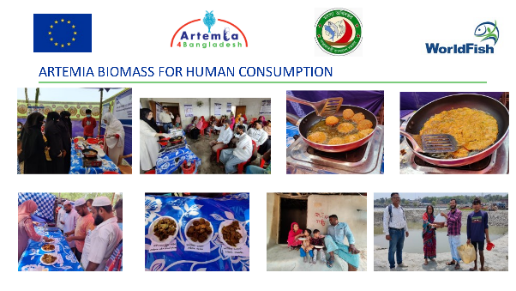 Artemia
4Bangladesh
WorldFish
ARTEMIA BIOMASS FOR HUMAN CONSUMPTION